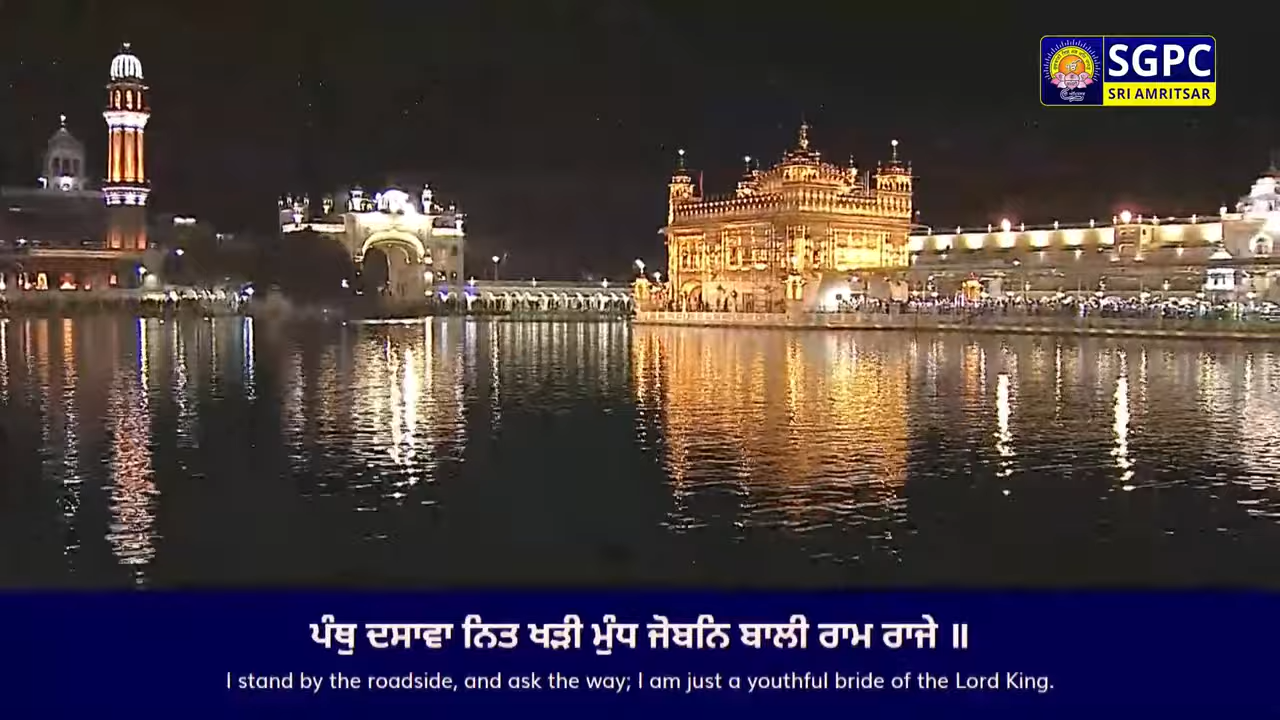 SGPC
SRI AMRITSAR
ਪੰਥੁ ਦਸਾਵਾ ਨਿਤ ਖੜੀ ਮੁੰਧ ਜੋਬਨਿ ਬਾਲੀ ਰਾਮ ਰਾਜੇ ॥
I stand by the roadside, and ask the way; I am just a youthful bride of the Lord King.